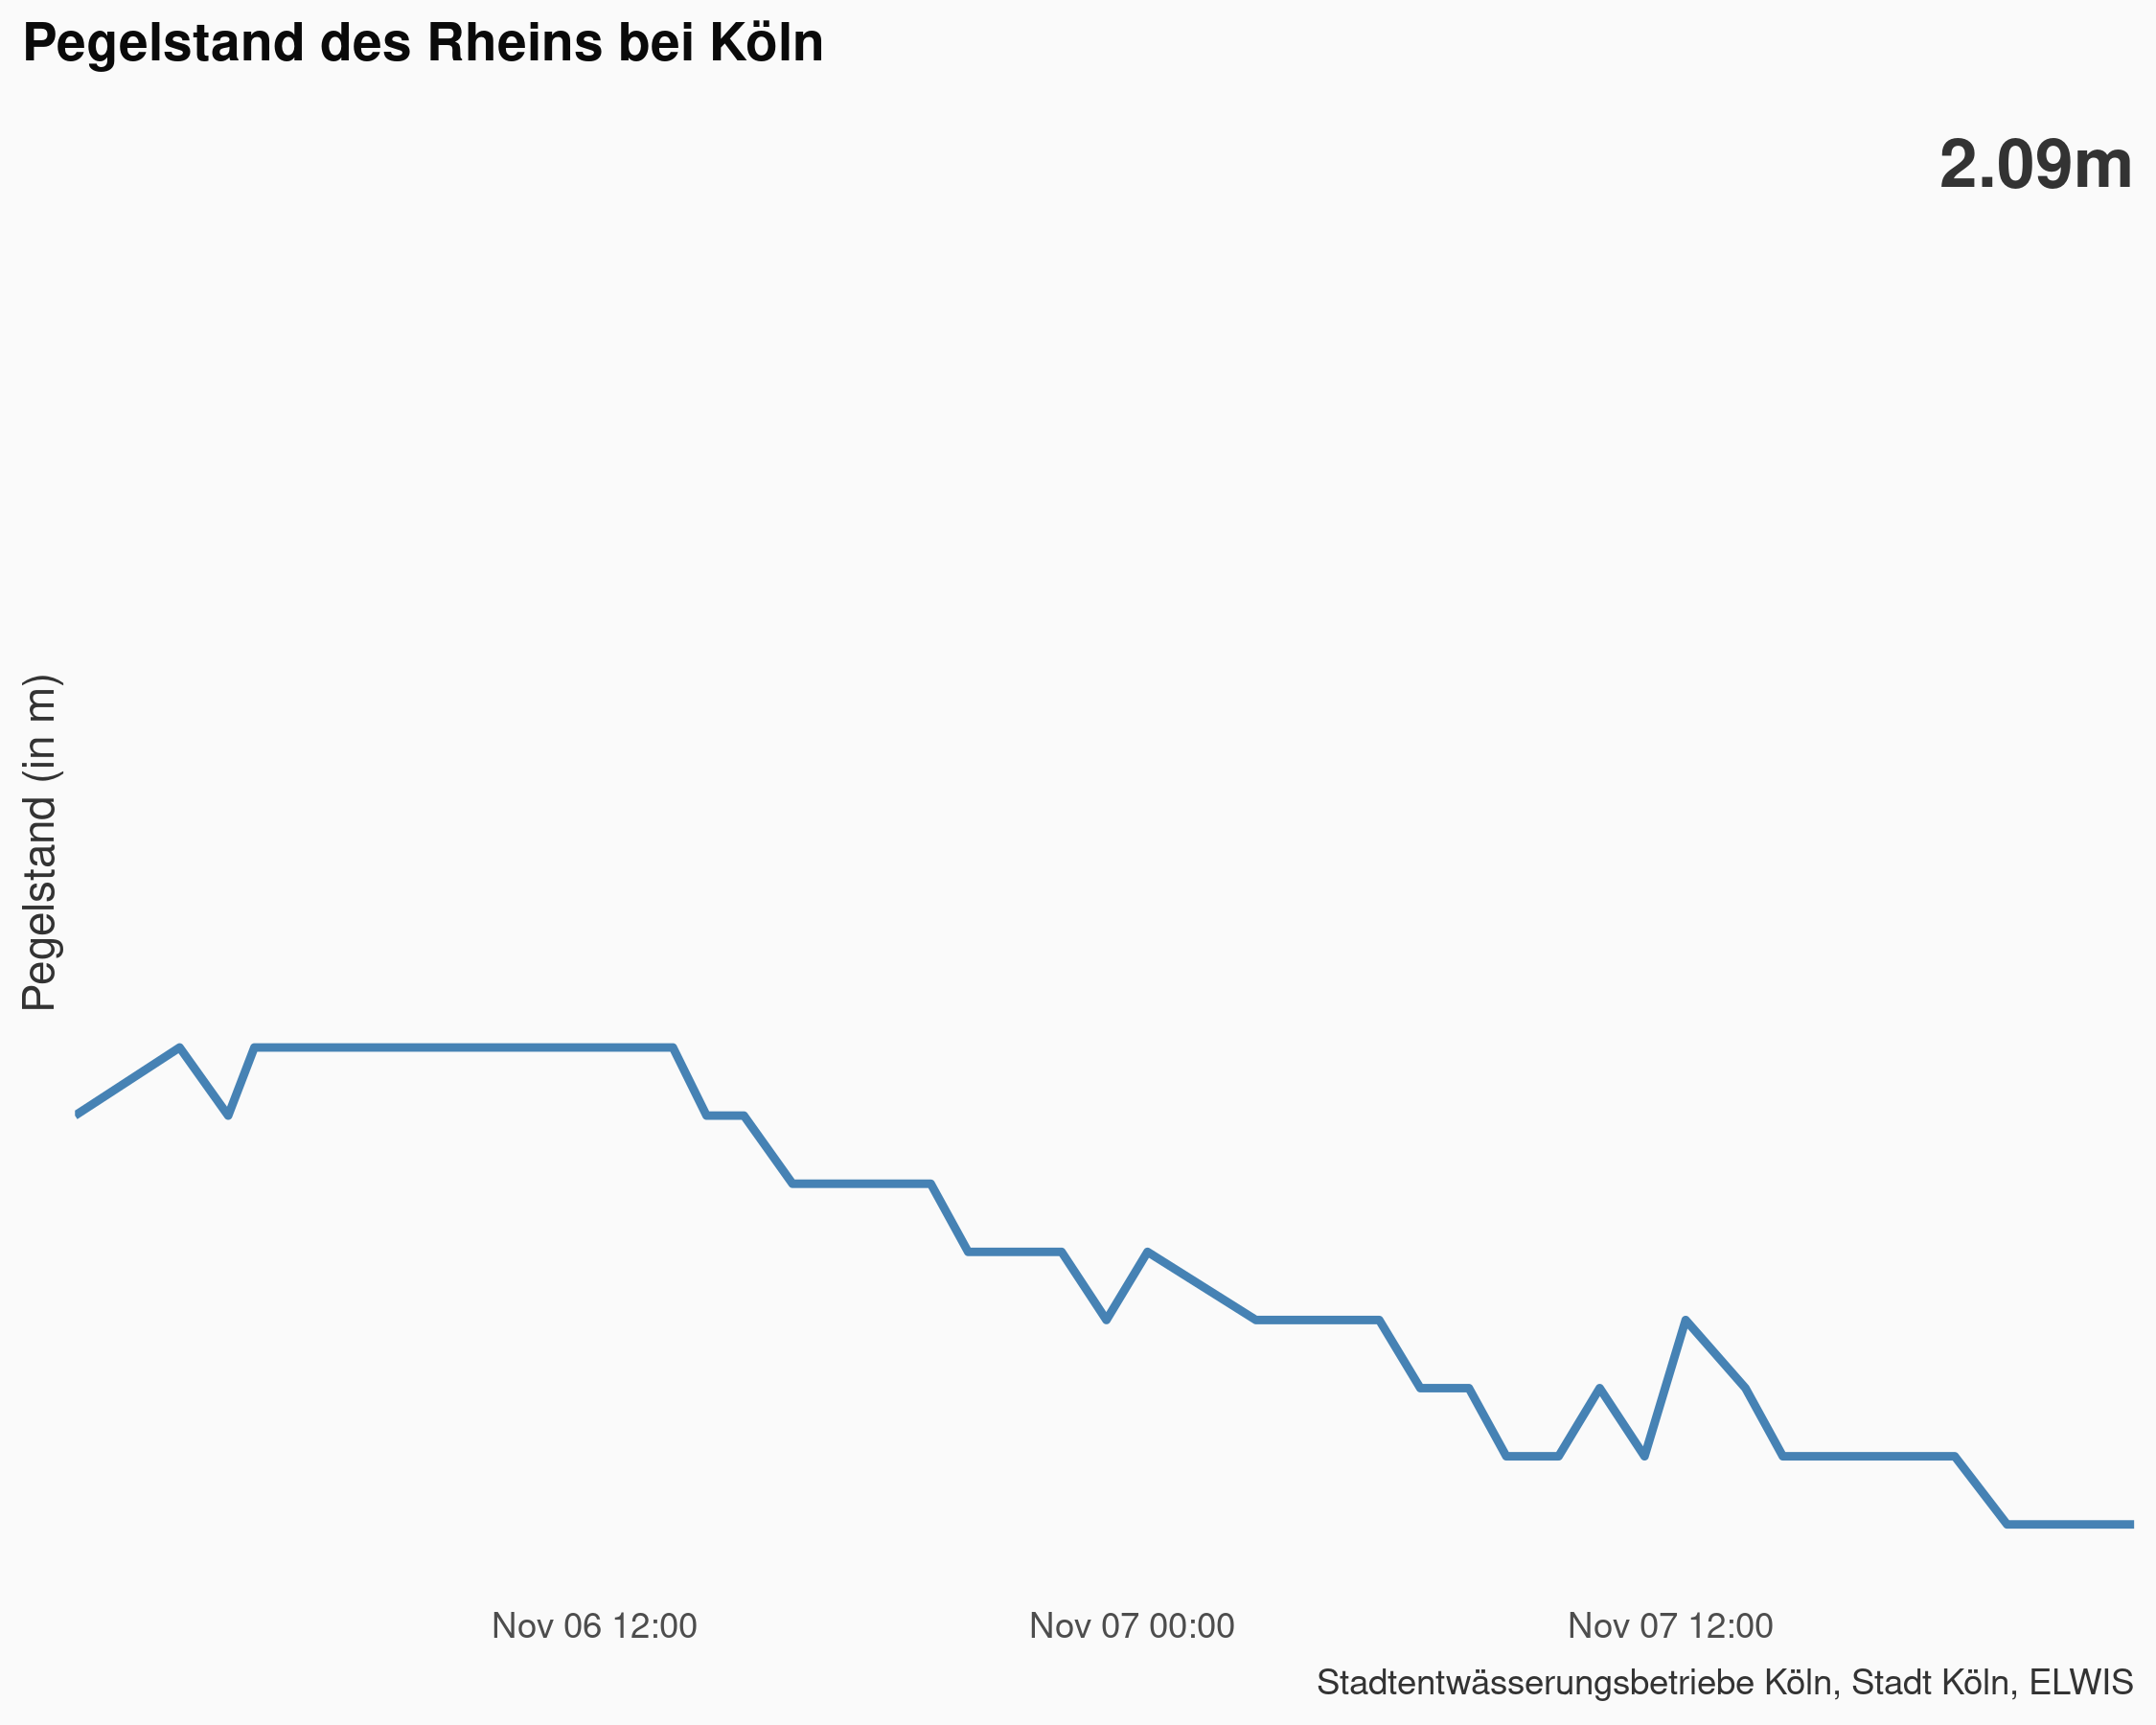 Pegelstand des Rheins bei Köln
2.09m
Pegelstand (in m)
Nov 06 12:00
Nov 07 00:00
Nov 07 12:00
Stadtentwässerungsbetriebe Köln, Stadt Köln, ELWIS